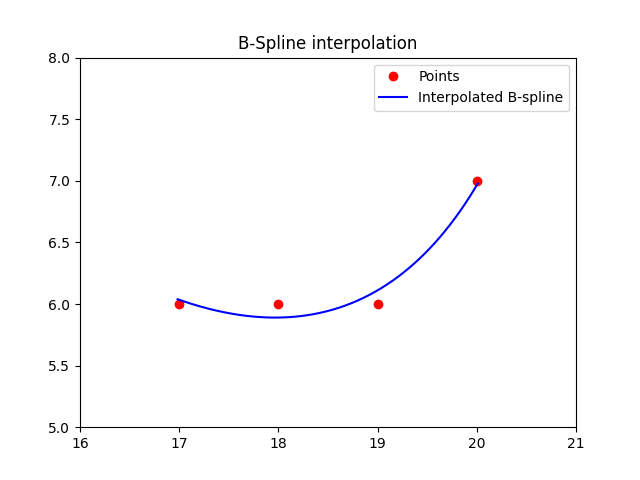 B-Spline interpolation
8.0
7.5
7.0
6.5
6.0
5.5
5.0
Points
Interpolated B-spline
16 17 18 19 20 21